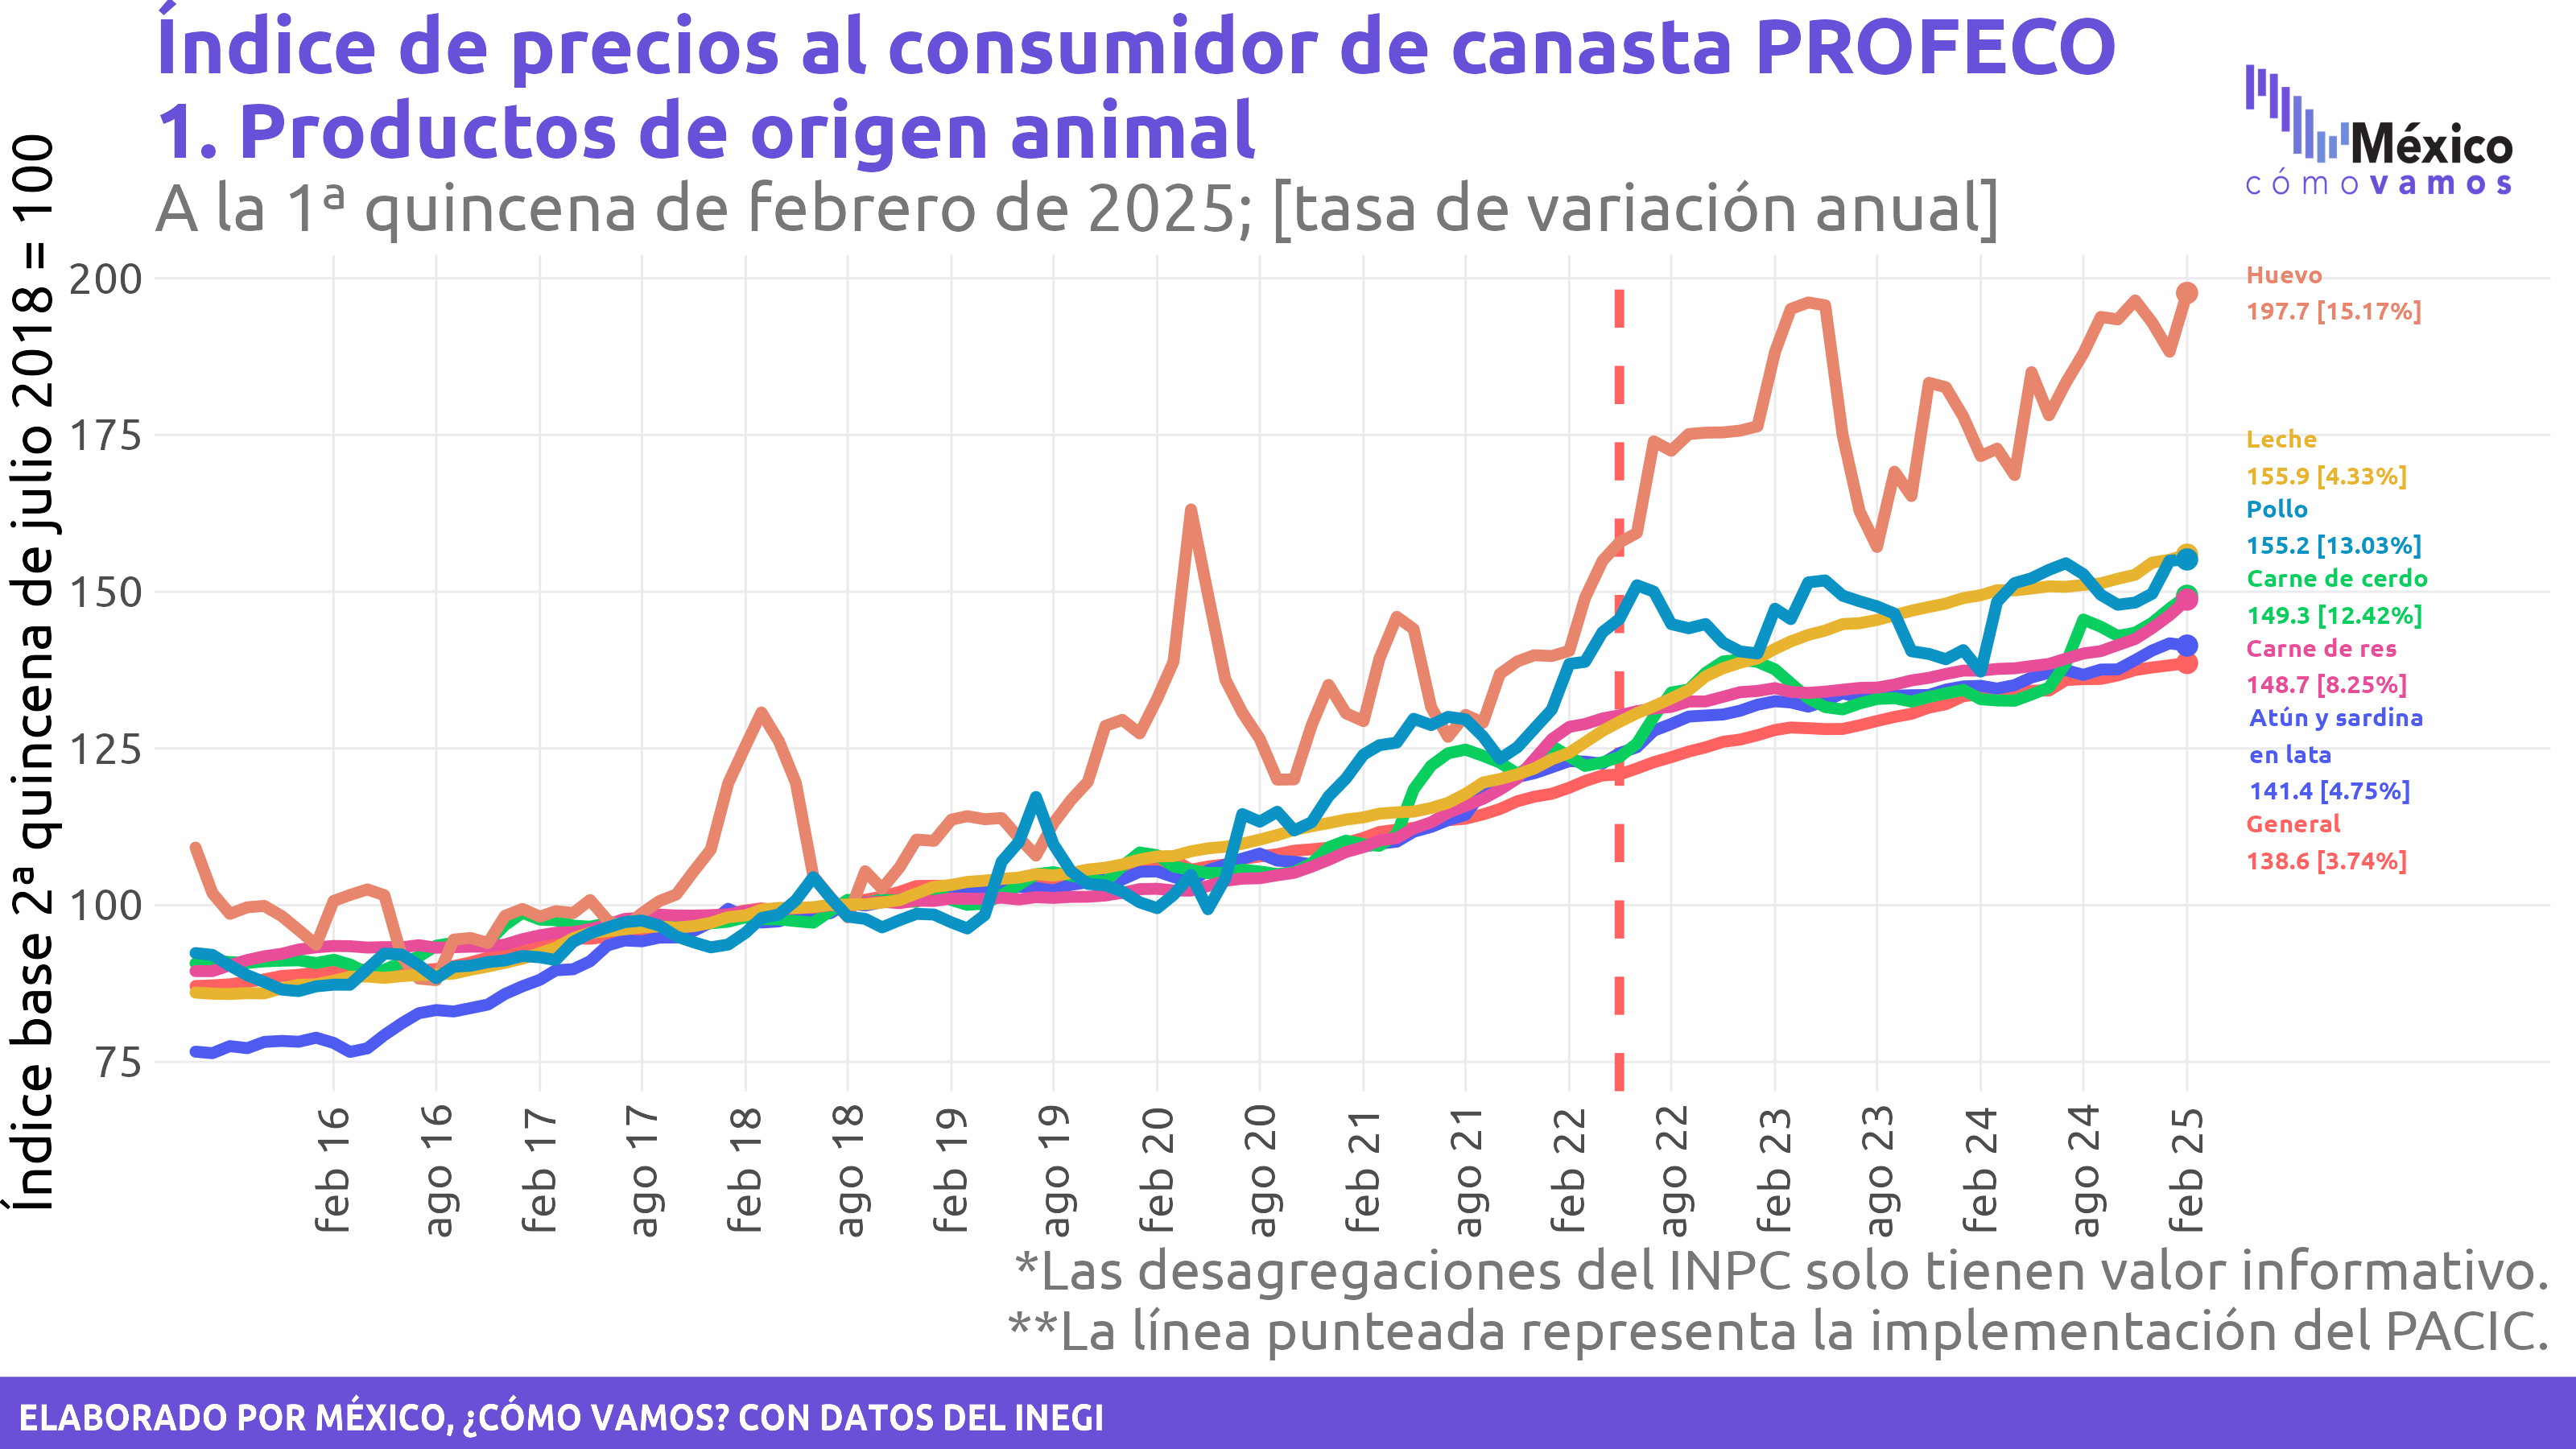 Índice de precios al consumidor de canasta PROFECO
1. Productos de origen animal
A la 1ª quincena de febrero de 2025; [tasa de variación anual]
México
cómo vamos
Índice base 2ª quincena de julio 2018 = 100
200
175
150
125
100
75
Huevo
197.7 [15.17%]
Leche
155.9 [4.33%]
Pollo
155.2 [13.03%]
Carne de cerdo
149.3 [12.42%]
Carne de res
148.7 [8.25%]
Atún y sardina
en lata
141.4 [4.75%]
General
138.6 [3.74%]
feb 16
ago 16
feb 17
ago 17
feb 18
ago 18
feb 19
ago 19
feb 20
ago 20
feb 21
ago 21
feb 22
ago 22
feb 23
ago 23
feb 24
ago 24
feb 25
*Las desagregaciones del INPC solo tienen valor informativo.
**La línea punteada representa la implementación del PACIC.
ELABORADO POR MÉXICO, ¿CÓMO VAMOS? CON DATOS DEL INEGI